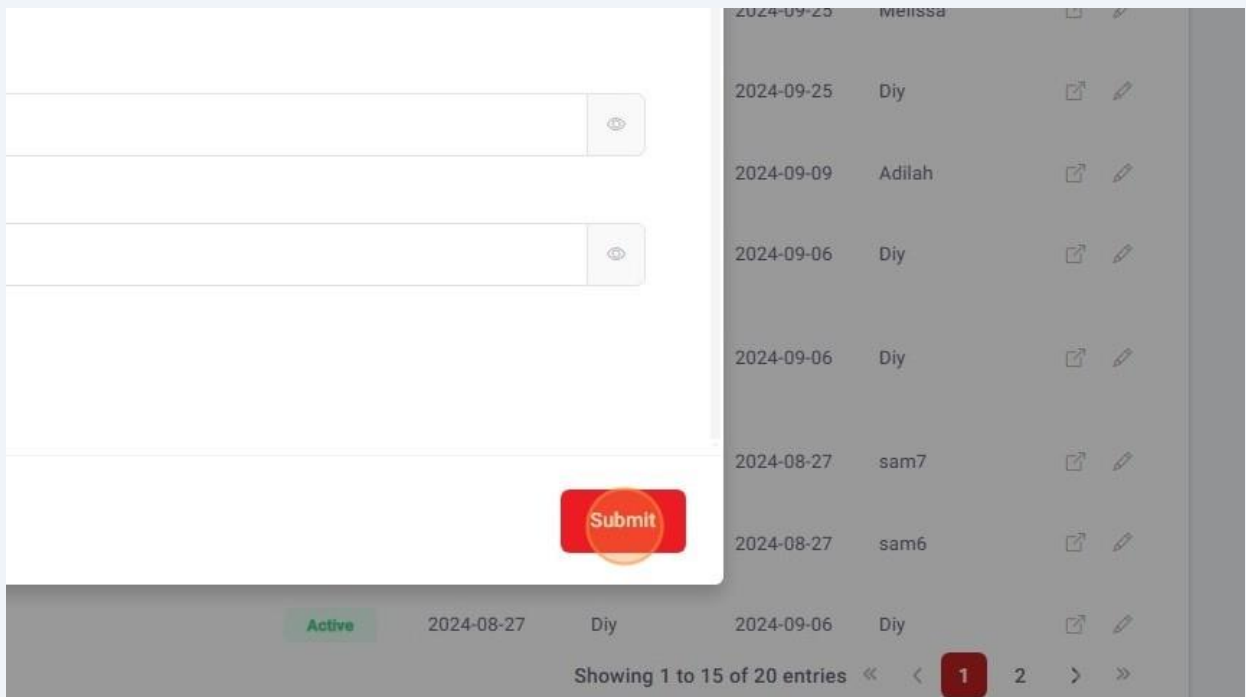 2024-09-25 Melissa
2024-09-25 Diy
2024-09-09 Adilah
2024-09-06 Diy
2024-09-06 Diy
2024-08-27 sam7
Submit
2024-08-27 sam6
Active 2024-08-27 Diy 2024-09-06 Diy
Showing 1 to 15 of 20 entries « < 1 2 > »